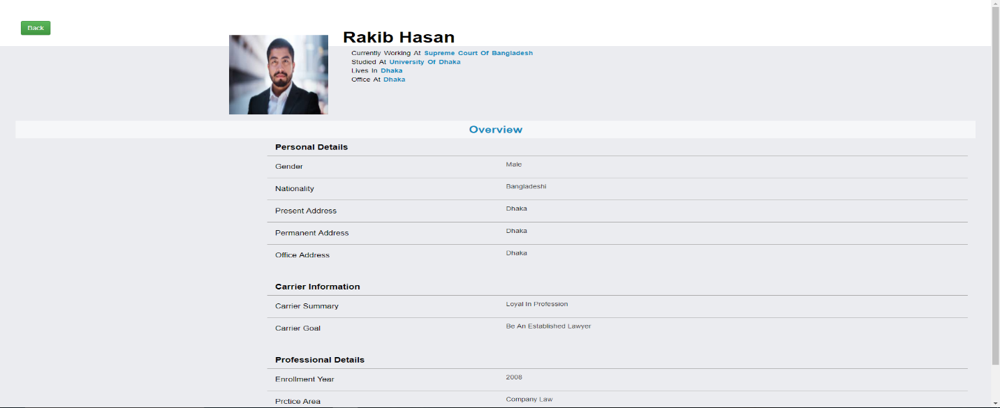 Back
Rakib Hasan
Currently Working At Supreme Court Of Bangladesh
Studied At University Of Dhaka
Lives In Dhaka
Office At Dhaka
Overview
Personal Details
Gender Male
Nationality Bangladeshi
Present Address Dhaka
Permanent Address Dhaka
Office Address Dhaka
Carrier Information
Carrier Summary Loyal In Profession
Carrier Goal Be An Established Lawyer
Professional Details
Enrollment Year 2008
Prctice Area Company Law